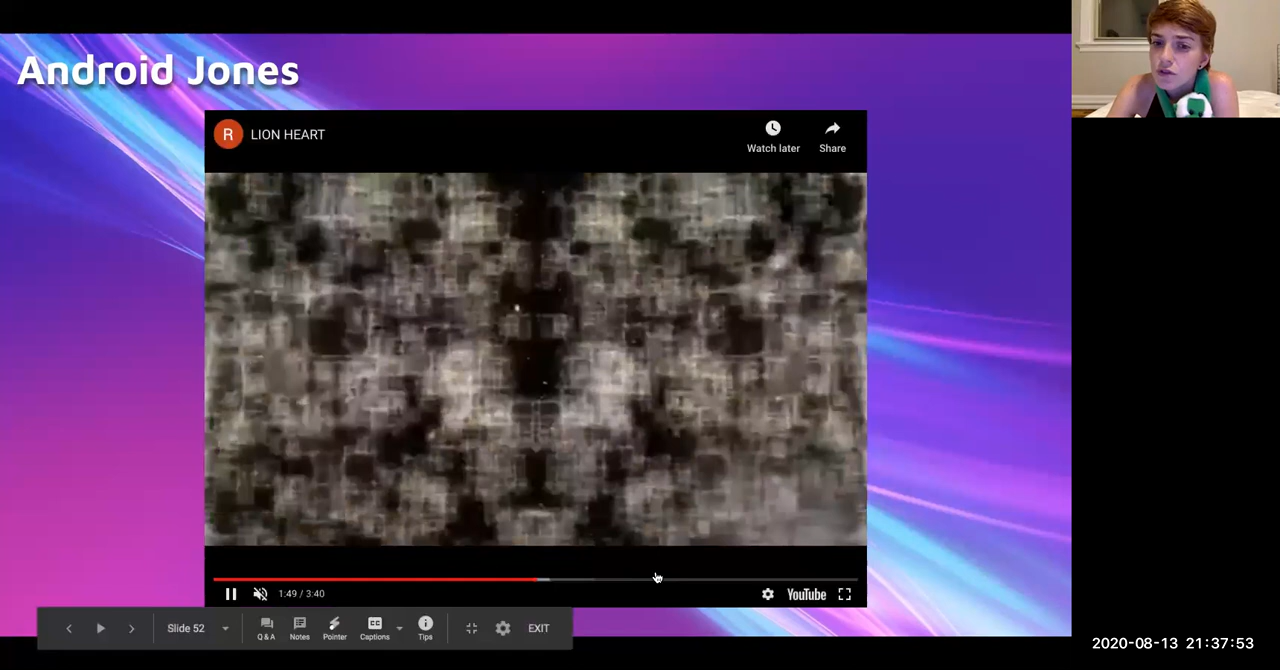 Android Jones
R LION HEART
Watch later
Share
1:49 / 3:40
YouTube
Slide 52
Q & A
Notes
Pointer
CC
Captions
Tips
EXIT
2020-08-13 21:37:53